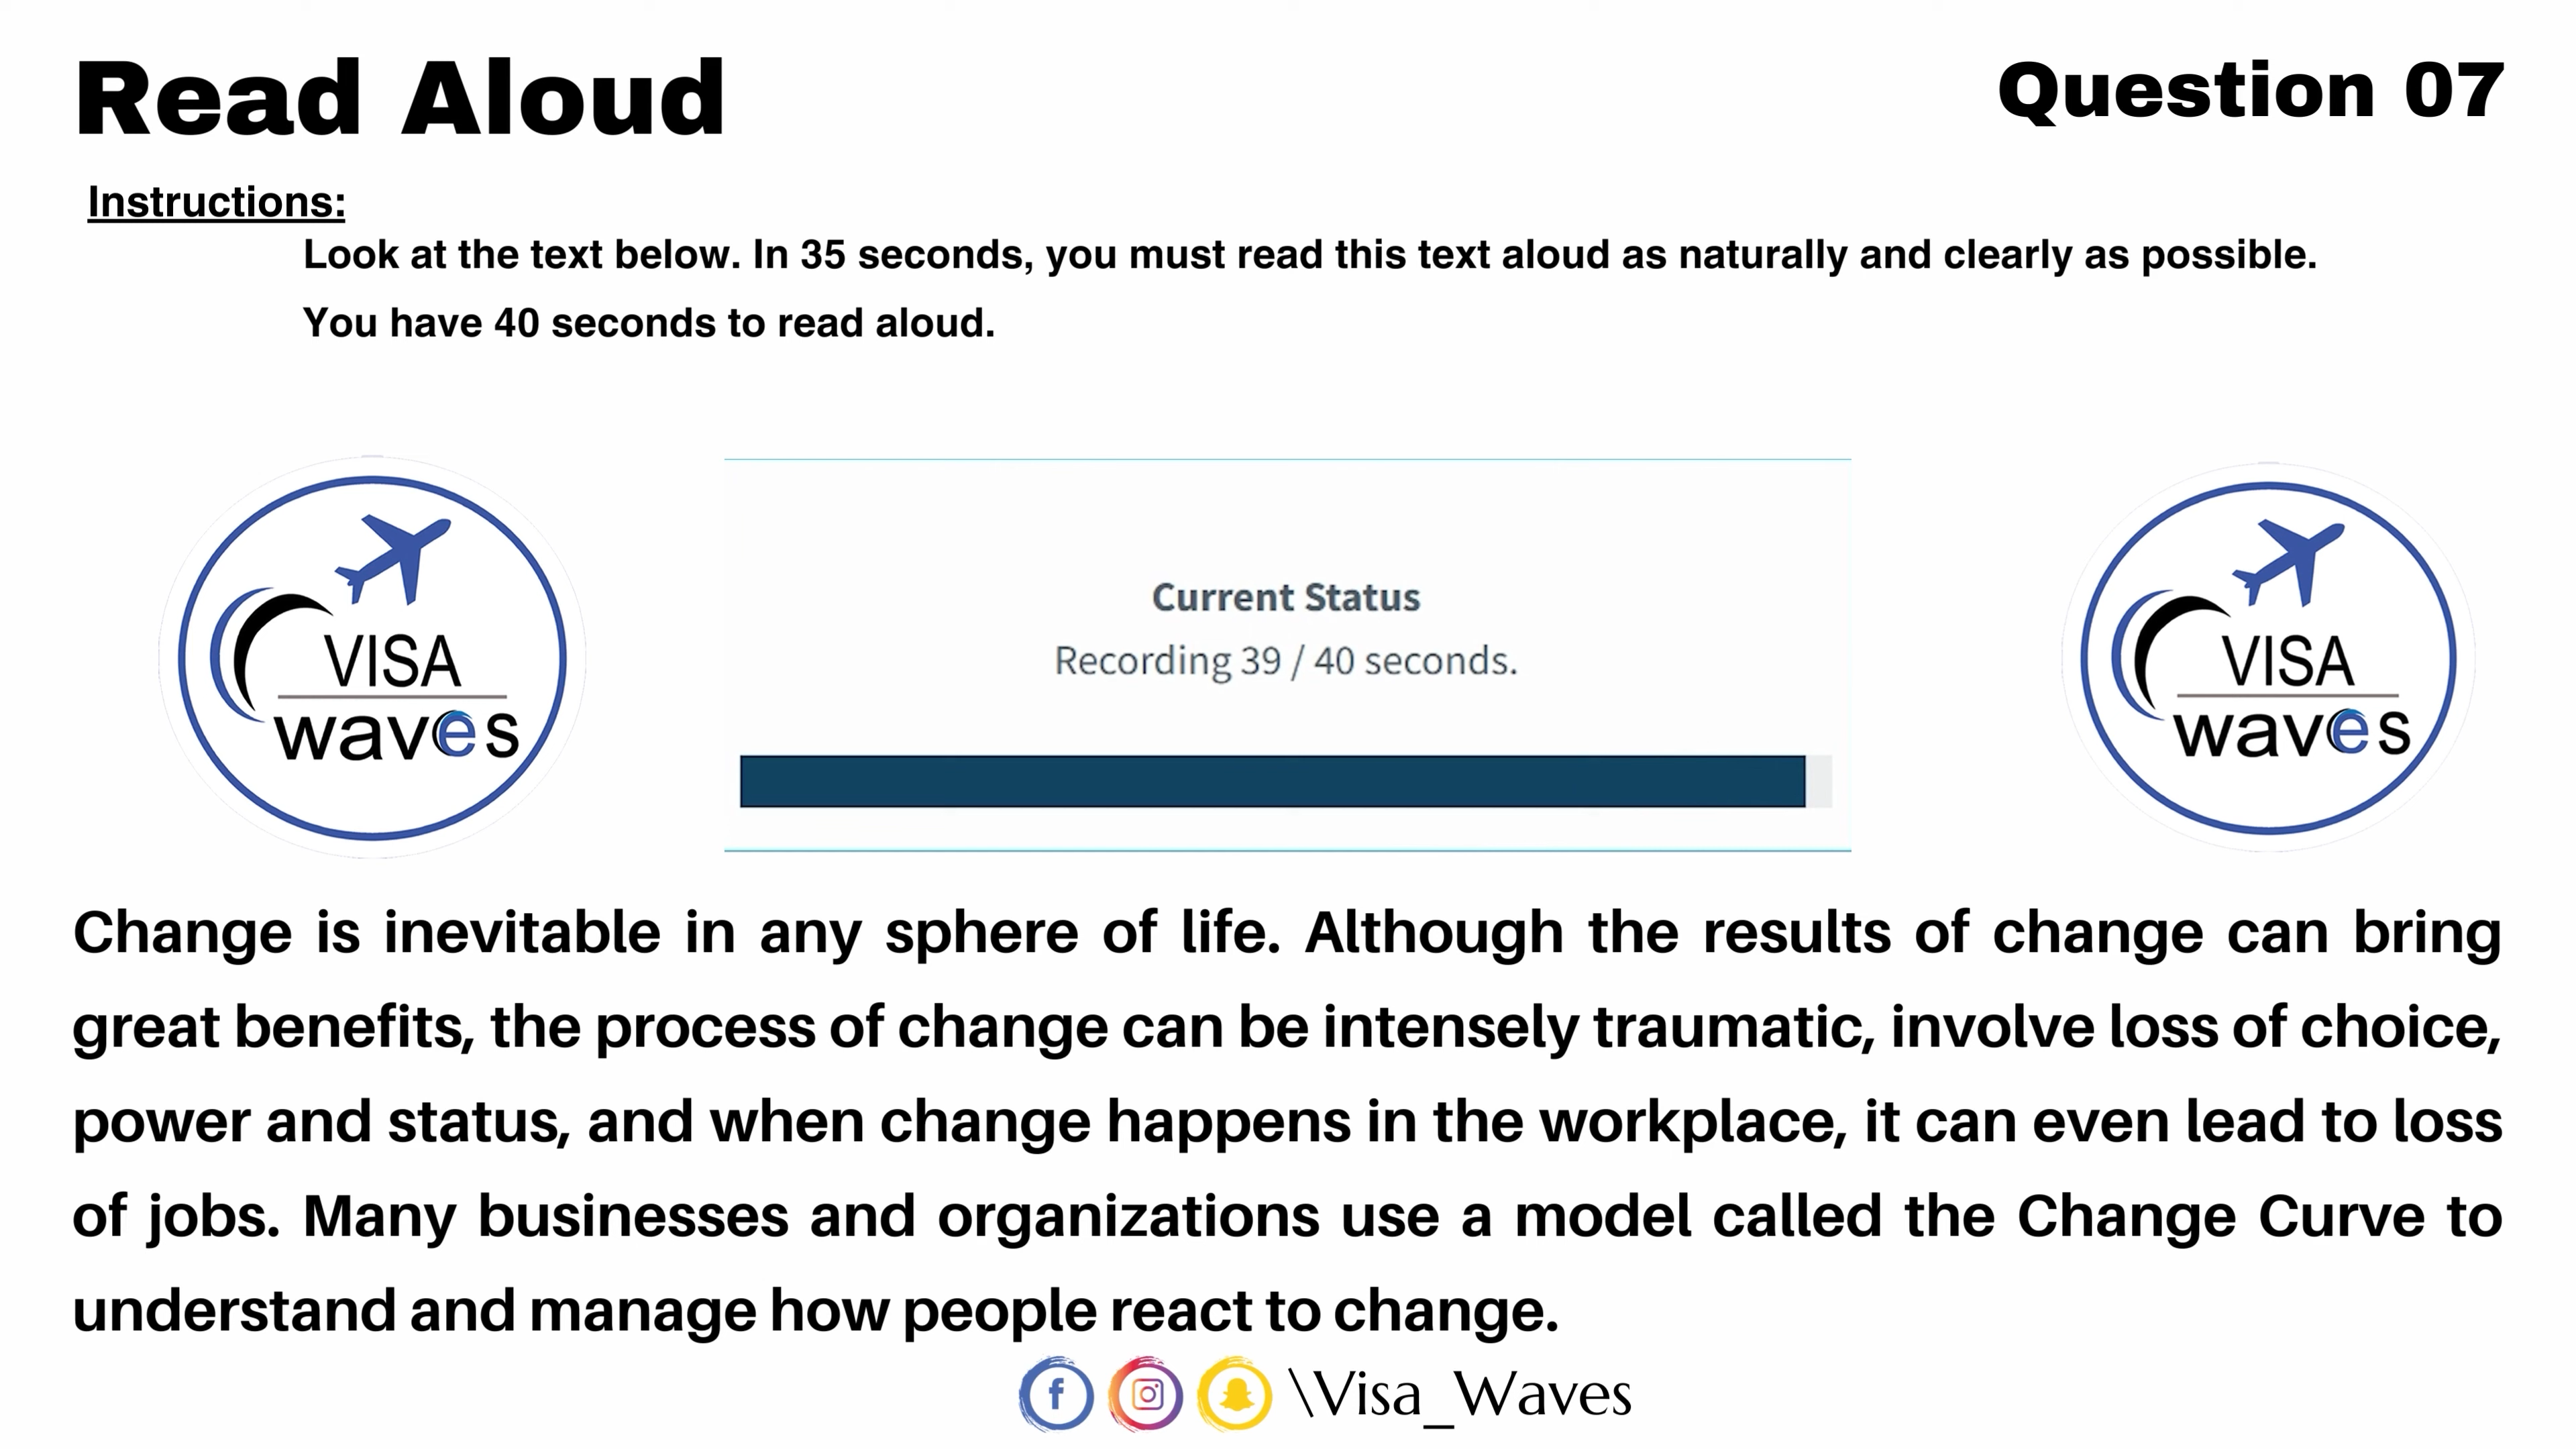 Read Aloud
Question 07
Instructions:
Look at the text below. In 35 seconds, you must read this text aloud as naturally and clearly as possible.
You have 40 seconds to read aloud.
VISA
waves
Current Status
Recording 39 / 40 seconds.
VISA
waves
Change is inevitable in any sphere of life. Although the results of change can bring
great benefits, the process of change can be intensely traumatic, involve loss of choice,
power and status, and when change happens in the workplace, it can even lead to loss
of jobs. Many businesses and organizations use a model called the Change Curve to
understand and manage how people react to change.
\Visa_Waves